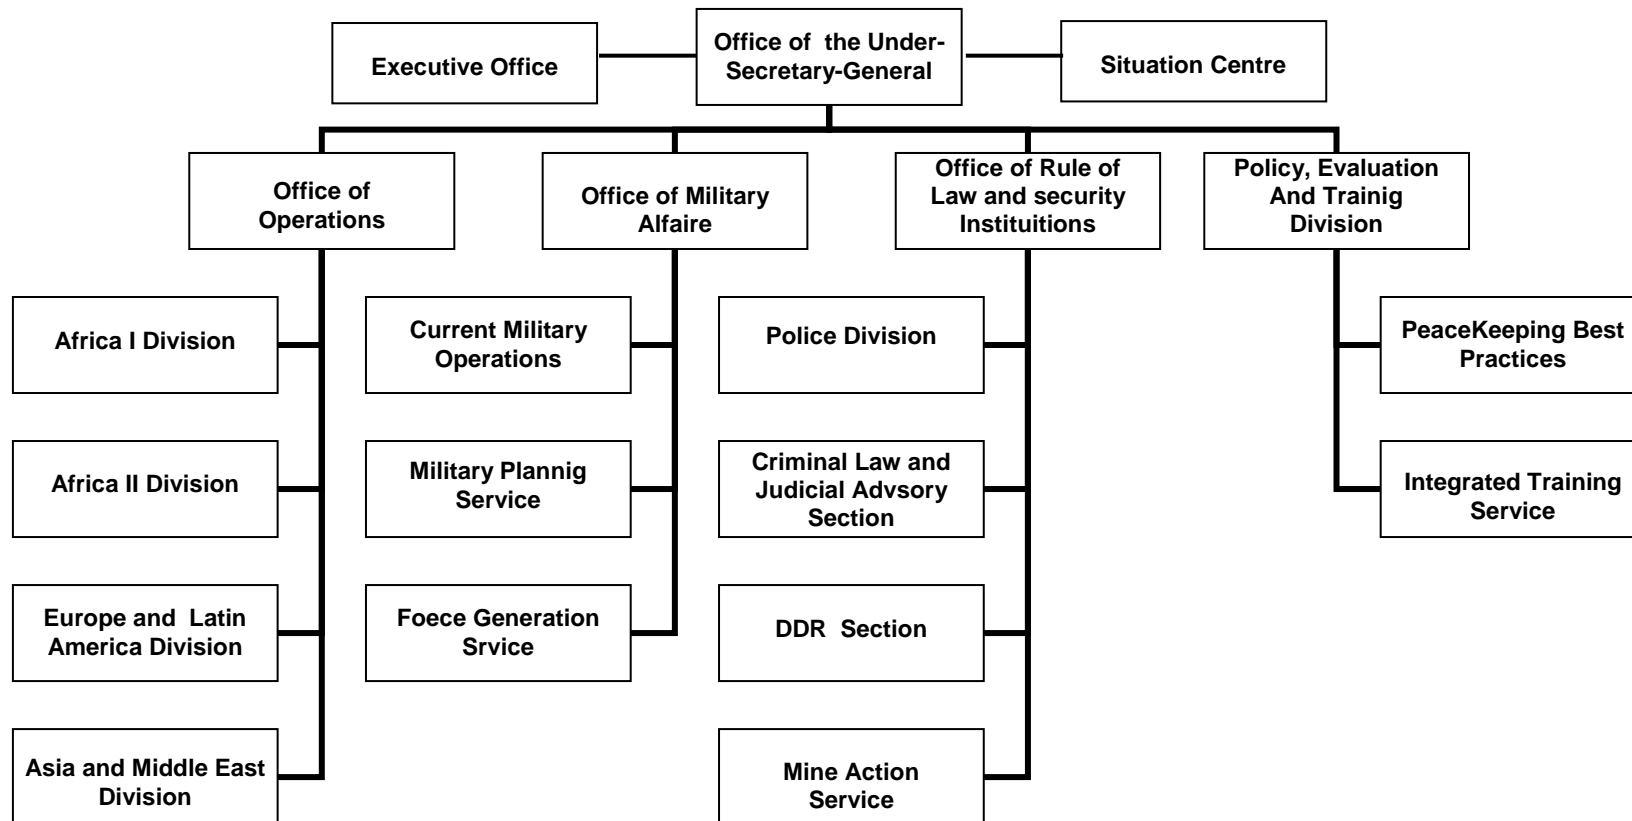 Executive Office
Office of  the Under-
Secretary-General
Situation Centre
Office of
Operations
Office of Military
Alfaire
Office of Rule of
Law and security
Instituitions
Policy, Evaluation
And Trainig
Division
Africa I Division
Current Military
Operations
Police Division
PeaceKeeping Best
Practices
Africa II Division
Military Plannig
Service
Criminal Law and
Judicial Advsory
Section
Integrated Training
Service
Europe and  Latin
America Division
Foece Generation
Srvice
DDR  Section
Asia and Middle East
Division
Mine Action
Service